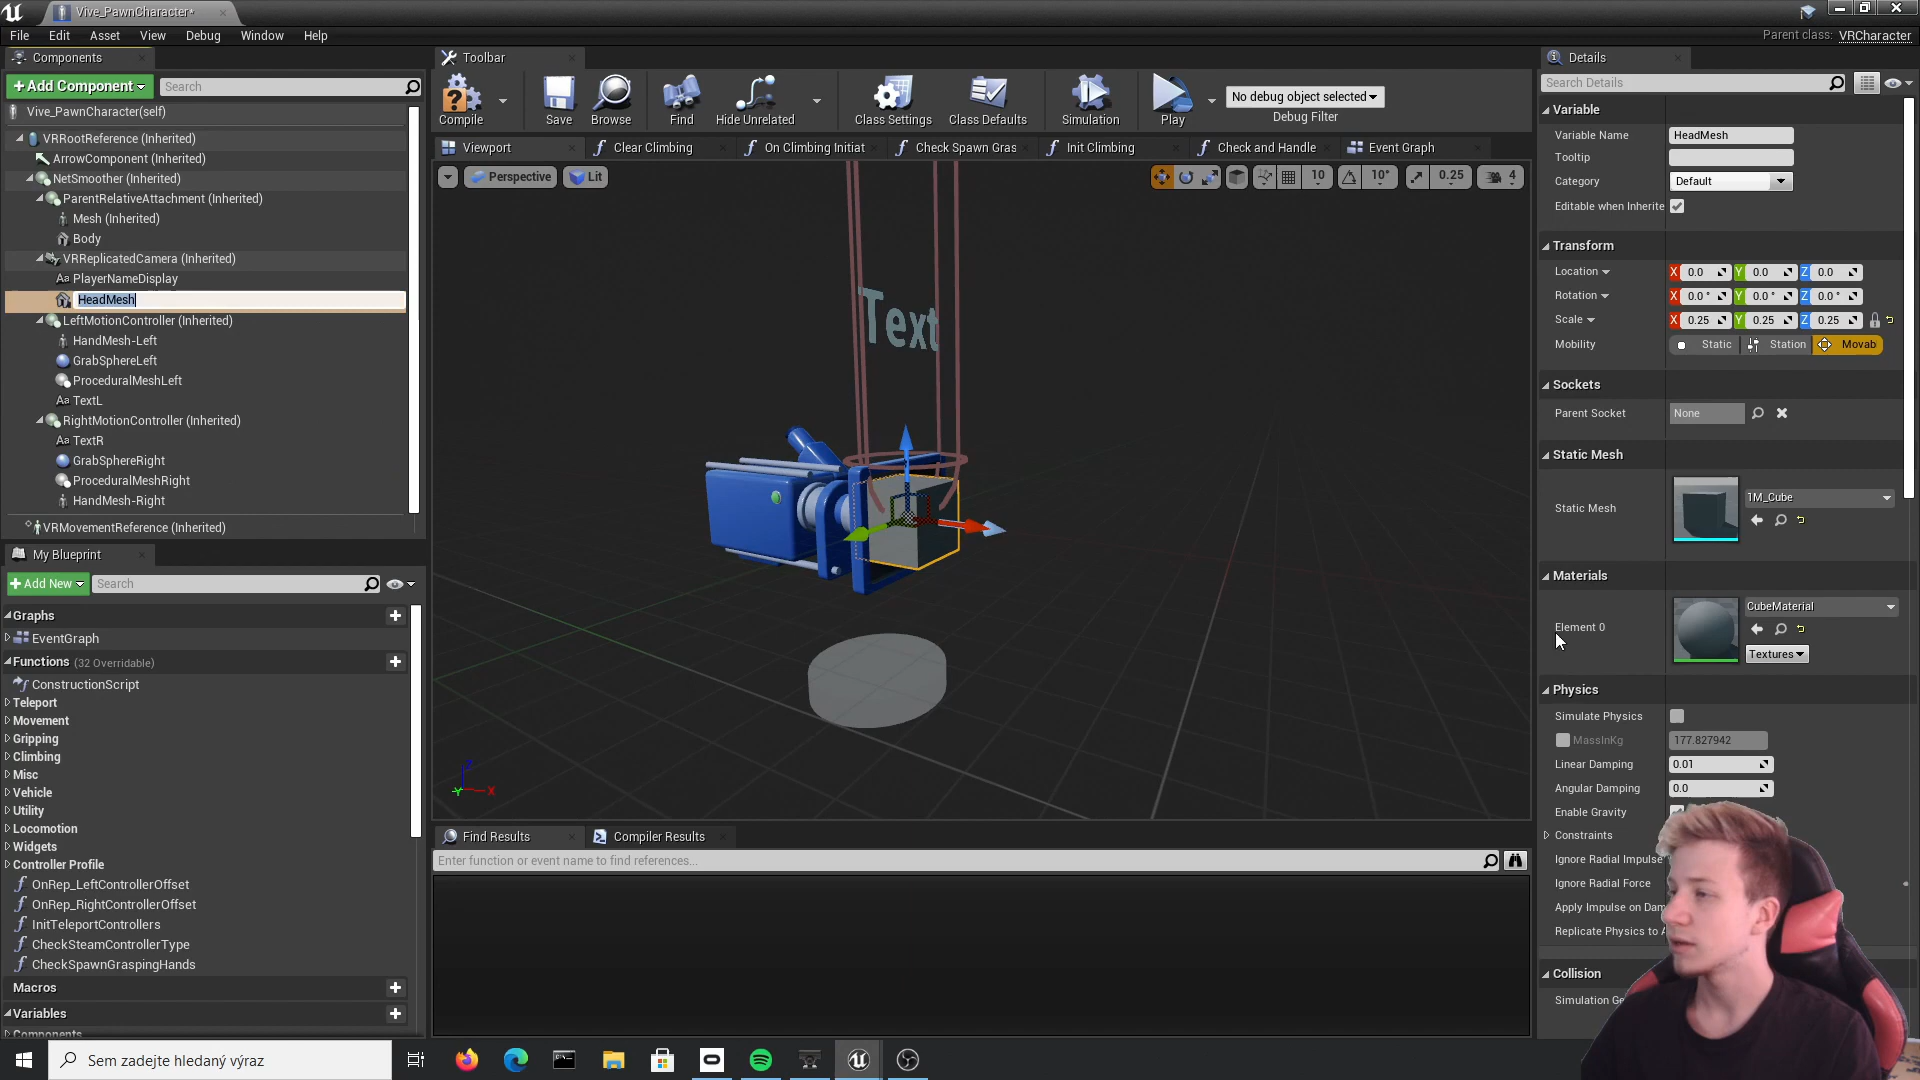 Vive_PawnCharacter*
File Edit Asset View Debug Window Help
Parent class: VRCharacter
Components
Toolbar
Details
+Add Component
Search
Search Details
Compile
Save
Browse
Find
Hide Unrelated
Class Settings
Class Defaults
Simulation
Play
No debug object selected
Debug Filter
Vive_PawnCharacter(self)
VRRootReference (Inherited)
ArrowComponent (Inherited)
NetSmoother (Inherited)
ParentRelativeAttachment (Inherited)
Mesh (Inherited)
Body
VRReplicatedCamera (Inherited)
Aa PlayerNameDisplay
HeadMesh
LeftMotionController (Inherited)
HandMesh-Left
GrabSphereLeft
ProceduralMeshLeft
Aa TextL
RightMotionController (Inherited)
Aa TextR
GrabSphereRight
ProceduralMeshRight
HandMesh-Right
VRMovementReference (Inherited)
My Blueprint
+Add New
Search
Graphs
EventGraph
Functions (32 Overridable)
ConstructionScript
Teleport
Movement
Gripping
Climbing
Misc
Vehicle
Utility
Locomotion
Widgets
Controller Profile
OnRep_LeftControllerOffset
OnRep_RightControllerOffset
InitTeleportControllers
CheckSteamControllerType
CheckSpawnGraspingHands
Macros
Variables
Components
Viewport
Clear Climbing
On Climbing Initiat
Check Spawn Gras
Init Climbing
Check and Handle
Event Graph
Perspective
Lit
10
10°
0.25
4
Text
Z
Y
X
Find Results
Compiler Results
Enter function or event name to find references...
Variable
Variable Name HeadMesh
Tooltip
Category Default
Editable when Inherite
Transform
Location X 0.0 Y 0.0 Z 0.0
Rotation X 0.0 ° Y 0.0 ° Z 0.0 °
Scale X 0.25 Y 0.25 Z 0.25
Mobility Static Station Movab
Sockets
Parent Socket None
Static Mesh
Static Mesh 1M_Cube
Materials
Element 0 CubeMaterial
Textures
Physics
Simulate Physics
MassInKg 177.827942
Linear Damping 0.01
Angular Damping 0.0
Enable Gravity
Constraints
Ignore Radial Impulse
Ignore Radial Force
Apply Impulse on Dam
Replicate Physics to A
Collision
Simulation Ge
Sem zadejte hledaný výraz